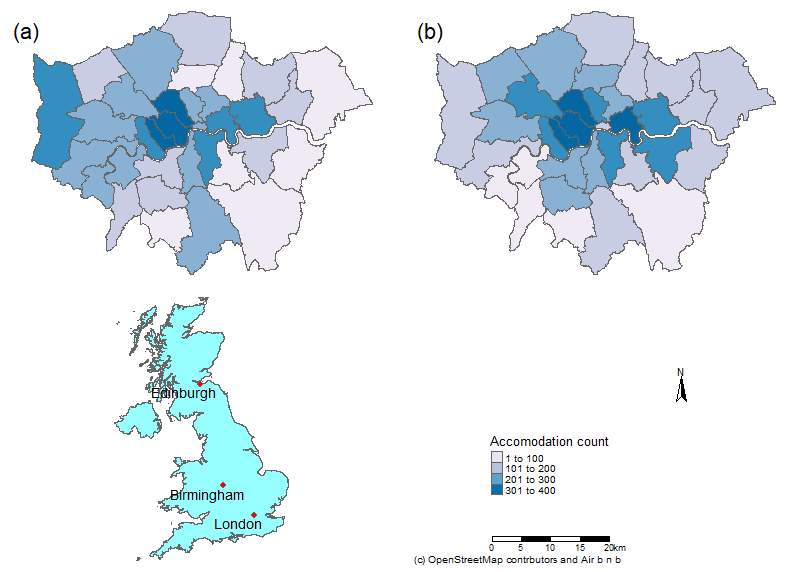 (a)
(b)
Edinburgh
Birmingham
London
N
Accomodation count
1 to 100
101 to 200
201 to 300
301 to 400
0 5 10 15 20km
(c) OpenStreetMap contrbutors and Air b n b